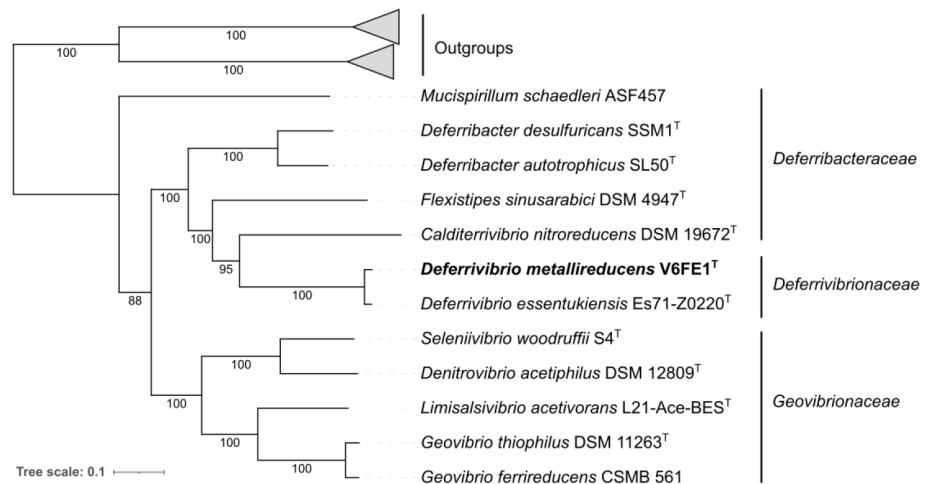 100
100
Outgroups
100
Mucispirillum schaedleri ASF457
Deferribacter desulfuricans SSM1ᵀ
100
Deferribacter autotrophicus SL50ᵀ
Deferribacteraceae
100
Flexistipes sinusarabici DSM 4947ᵀ
100
Calditerrivibrio nitroreducens DSM 19672ᵀ
95
Deferrivibrio metallireducens V6FE1ᵀ
100
Deferrivibrionaceae
88
Deferrivibrio essentukiensis Es71-Z0220ᵀ
Seleniivibrio woodruffii S4ᵀ
100
Denitrovibrio acetiphilus DSM 12809ᵀ
100
Geovibrionaceae
Limisalsivibrio acetivorans L21-Ace-BESᵀ
100
Geovibrio thiophilus DSM 11263ᵀ
100
Geovibrio ferrireducens CSMB 561
Tree scale: 0.1